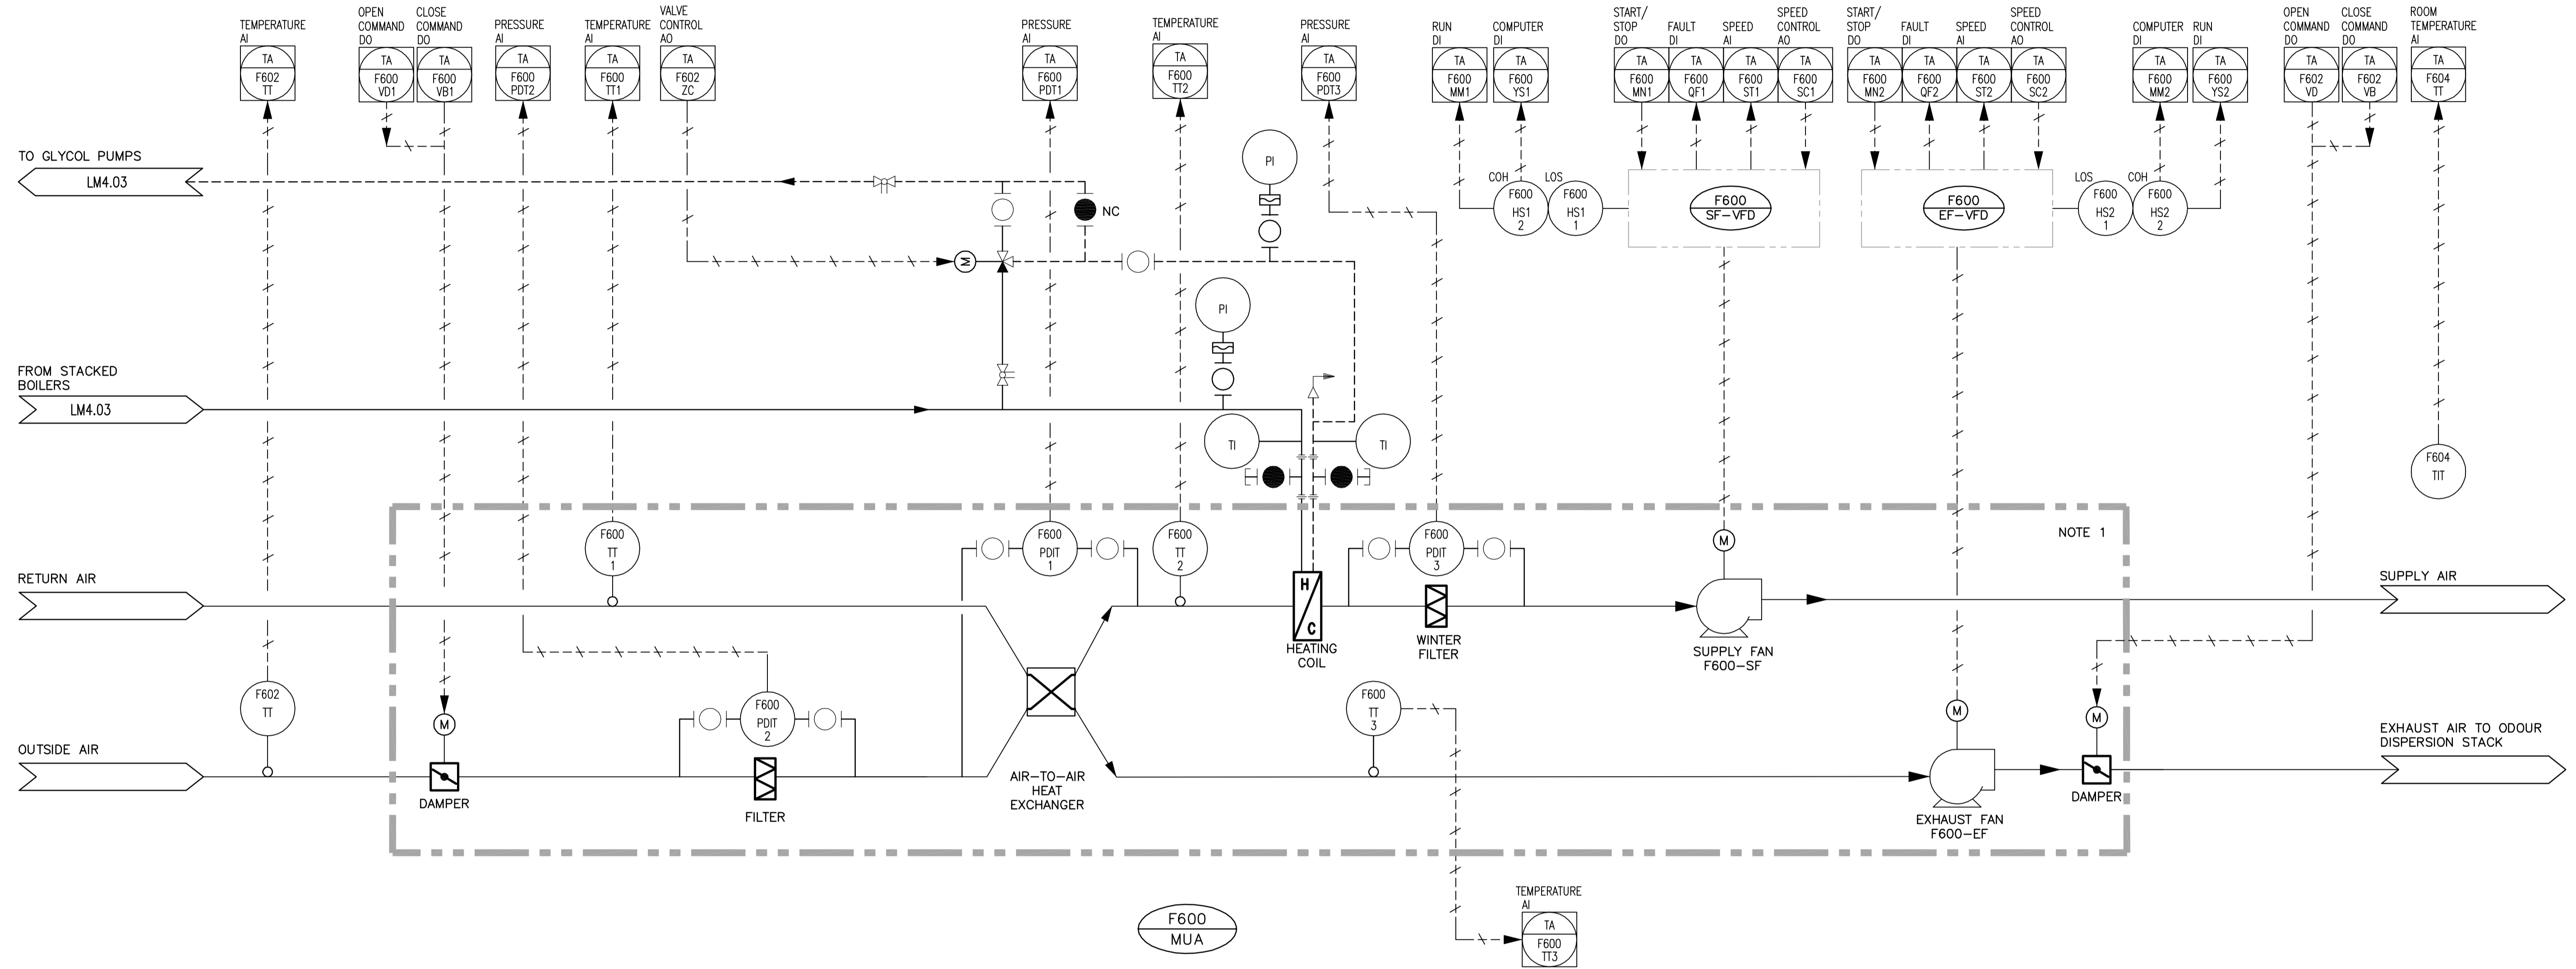 TEMPERATURE
AI
TA
F602
TT
OPEN
COMMAND
DO
TA
F600
VD1
CLOSE
COMMAND
DO
TA
F600
VB1
PRESSURE
AI
TA
F600
PDT2
TEMPERATURE
AI
TA
F600
TT1
VALVE
CONTROL
AO
TA
F602
ZC
PRESSURE
AI
TA
F600
PDT1
TEMPERATURE
AI
TA
F600
TT2
PRESSURE
AI
TA
F600
PDT3
RUN
DI
TA
F600
MM1
COMPUTER
DI
TA
F600
YS1
START/
STOP
DO
TA
F600
MN1
FAULT
DI
TA
F600
QF1
SPEED
AI
TA
F600
ST1
SPEED
CONTROL
AO
TA
F600
SC1
START/
STOP
DO
TA
F600
MN2
FAULT
DI
TA
F600
QF2
SPEED
AI
TA
F600
ST2
SPEED
CONTROL
AO
TA
F600
SC2
COMPUTER
DI
TA
F600
MM2
RUN
DI
TA
F600
YS2
OPEN
COMMAND
DO
TA
F602
VD
CLOSE
COMMAND
DO
TA
F602
VB
ROOM
TEMPERATURE
AI
TA
F604
TT
TO GLYCOL PUMPS
LM4.03
NC
PI
M
PI
COH
F600
HS1
2
LOS
F600
HS1
1
F600
SF-VFD
F600
EF-VFD
LOS
F600
HS2
1
COH
F600
HS2
2
FROM STACKED
BOILERS
LM4.03
TI
TI
F604
TIT
NOTE 1
F600
TT
1
F600
PDIT
1
F600
TT
2
F600
PDIT
3
M
RETURN AIR
H
C
HEATING
COIL
WINTER
FILTER
SUPPLY FAN
F600-SF
SUPPLY AIR
F602
TT
M
F600
PDIT
2
F600
TT
3
M
M
OUTSIDE AIR
DAMPER
FILTER
AIR-TO-AIR
HEAT
EXCHANGER
EXHAUST FAN
F600-EF
DAMPER
EXHAUST AIR TO ODOUR
DISPERSION STACK
F600
MUA
TEMPERATURE
AI
TA
F600
TT3